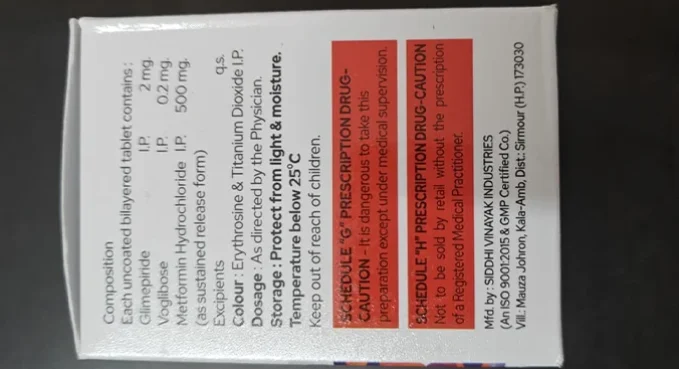 Composition
Each uncoated bilayered tablet contains :
Glimepiride I.P. 2 mg.
Voglibose I.P. 0.2 mg.
Metformin Hydrochloride I.P. 500 mg.
(as sustained release form)
Excipients q.s.
Colour : Erythrosine & Titanium Dioxide I.P.
Dosage : As directed by the Physician.
Storage : Protect from light & moisture.
Temperature below 25°C
Keep out of reach of children.
SCHEDULE "G" PRESCRIPTION DRUG-
CAUTION - It is dangerous to take this
preparation except under medical supervision.
SCHEDULE "H" PRESCRIPTION DRUG-CAUTION
Not to be sold by retail without the prescription
of a Registered Medical Practitioner.
Mfd. by : SIDDHI VINAYAK INDUSTRIES
(An ISO 9001:2015 & GMP Certified Co.)
Vill.: Mauza Johron, Kala-Amb, Dist.: Sirmour (H.P.) 173030